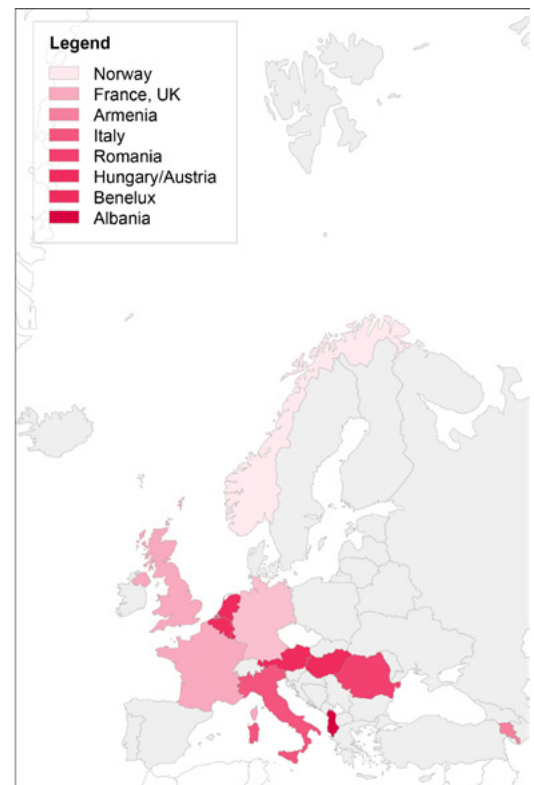 Legend
Norway
France, UK
Armenia
Italy
Romania
Hungary/Austria
Benelux
Albania